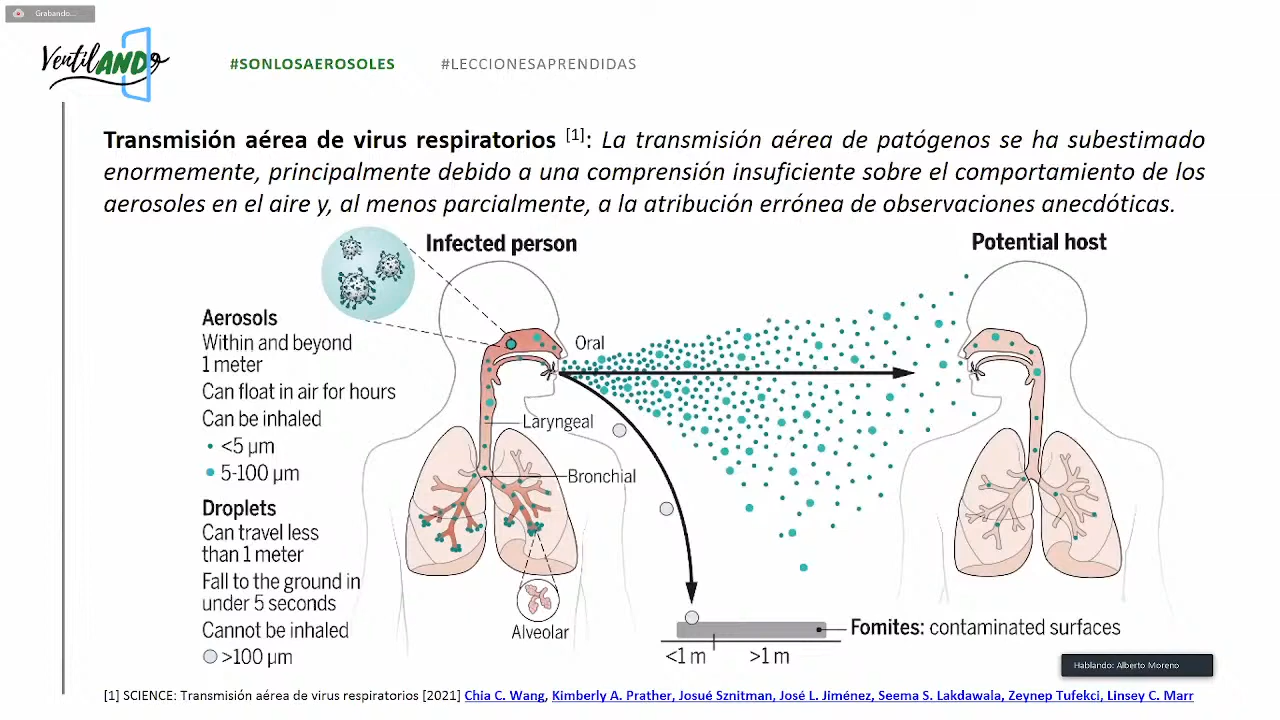 Grabando...
VentilANDo
#SONLOSAEROSOLES #LECCIONESAPRENDIDAS
Transmisión aérea de virus respiratorios [1]: La transmisión aérea de patógenos se ha subestimado
enormemente, principalmente debido a una comprensión insuficiente sobre el comportamiento de los
aerosoles en el aire y, al menos parcialmente, a la atribución errónea de observaciones anecdóticas.
Infected person
Potential host
Aerosols
Within and beyond
1 meter
Can float in air for hours
Can be inhaled
<5 µm
5-100 µm
Droplets
Can travel less
than 1 meter
Fall to the ground in
under 5 seconds
Cannot be inhaled
>100 µm
Oral
Laryngeal
Bronchial
Alveolar
Fomites: contaminated surfaces
<1 m >1 m
Hablando: Alberto Moreno
[1] SCIENCE: Transmisión aérea de virus respiratorios [2021] Chia C. Wang, Kimberly A. Prather, Josué Sznitman, José L. Jiménez, Seema S. Lakdawala, Zeynep Tufekci, Linsey C. Marr